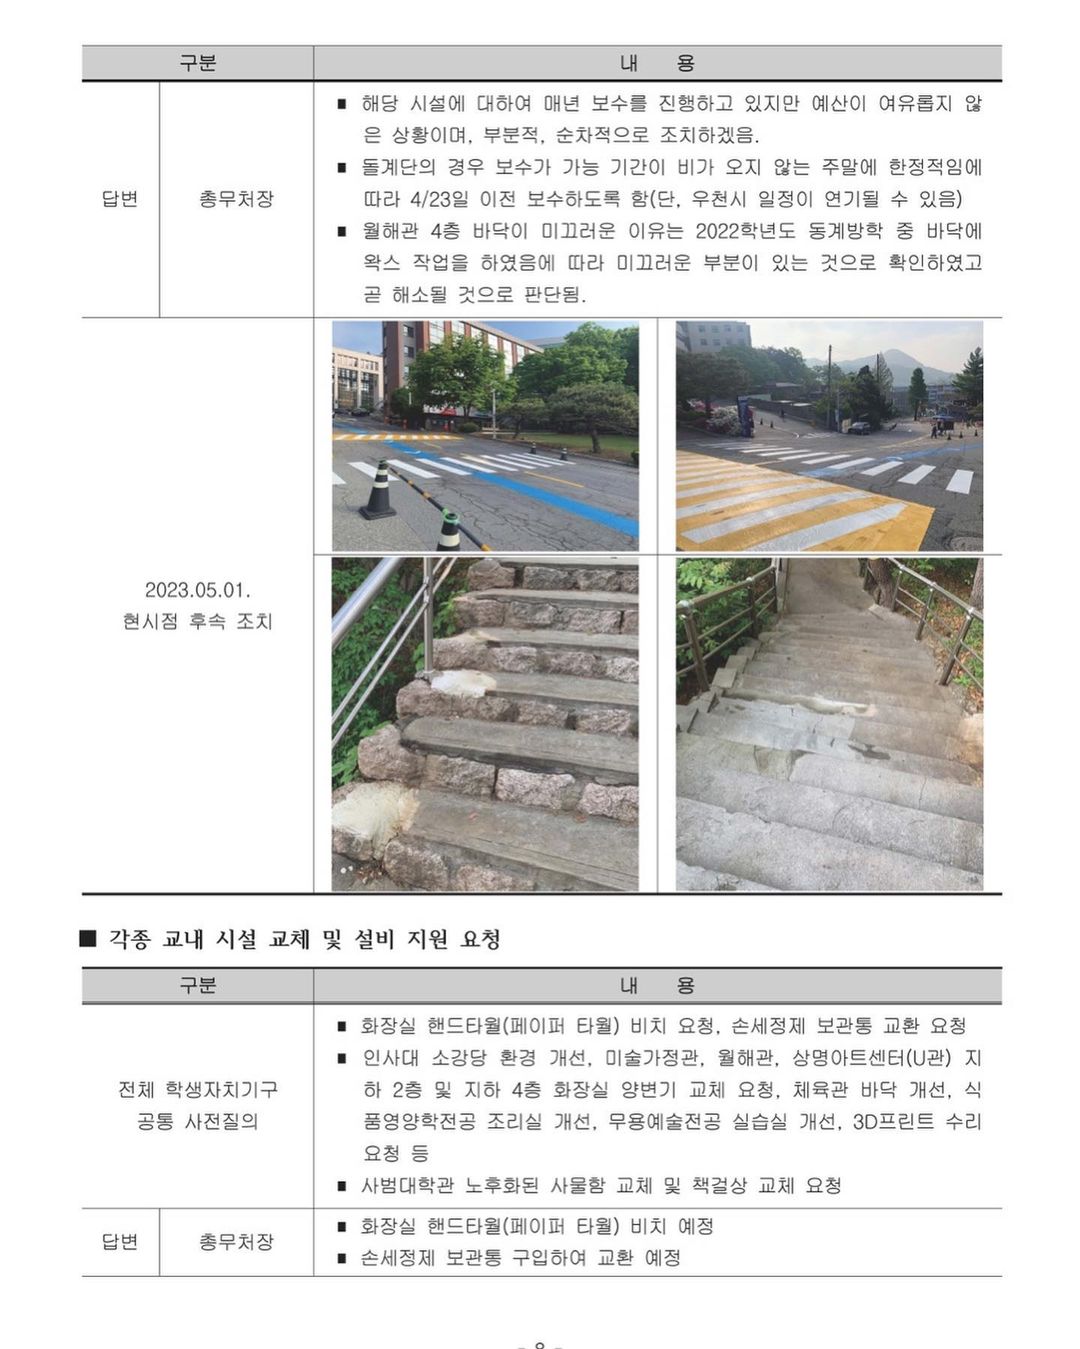 구분 내 용
■ 해당 시설에 대하여 매년 보수를 진행하고 있지만 예산이 여유롭지 않
은 상황이며, 부분적, 순차적으로 조치하겠음.
■ 돌계단의 경우 보수가 가능 기간이 비가 오지 않는 주말에 한정적임에
따라 4/23일 이전 보수하도록 함(단, 우천시 일정이 연기될 수 있음)
■ 월해관 4층 바닥이 미끄러운 이유는 2022학년도 동계방학 중 바닥에
왁스 작업을 하였음에 따라 미끄러운 부분이 있는 것으로 확인하였고
곧 해소될 것으로 판단됨.
답변 총무처장
2023.05.01.
현시점 후속 조치
■ 각종 교내 시설 교체 및 설비 지원 요청
구분 내 용
전체 학생자치기구
공통 사전질의
■ 화장실 핸드타월(페이퍼 타월) 비치 요청, 손세정제 보관통 교환 요청
■ 인사대 소강당 환경 개선, 미술가정관, 월해관, 상명아트센터(U관) 지
하 2층 및 지하 4층 화장실 양변기 교체 요청, 체육관 바닥 개선, 식
품영양학전공 조리실 개선, 무용예술전공 실습실 개선, 3D프린트 수리
요청 등
■ 사범대학관 노후화된 사물함 교체 및 책걸상 교체 요청
답변 총무처장
■ 화장실 핸드타월(페이퍼 타월) 비치 예정
■ 손세정제 보관통 구입하여 교환 예정